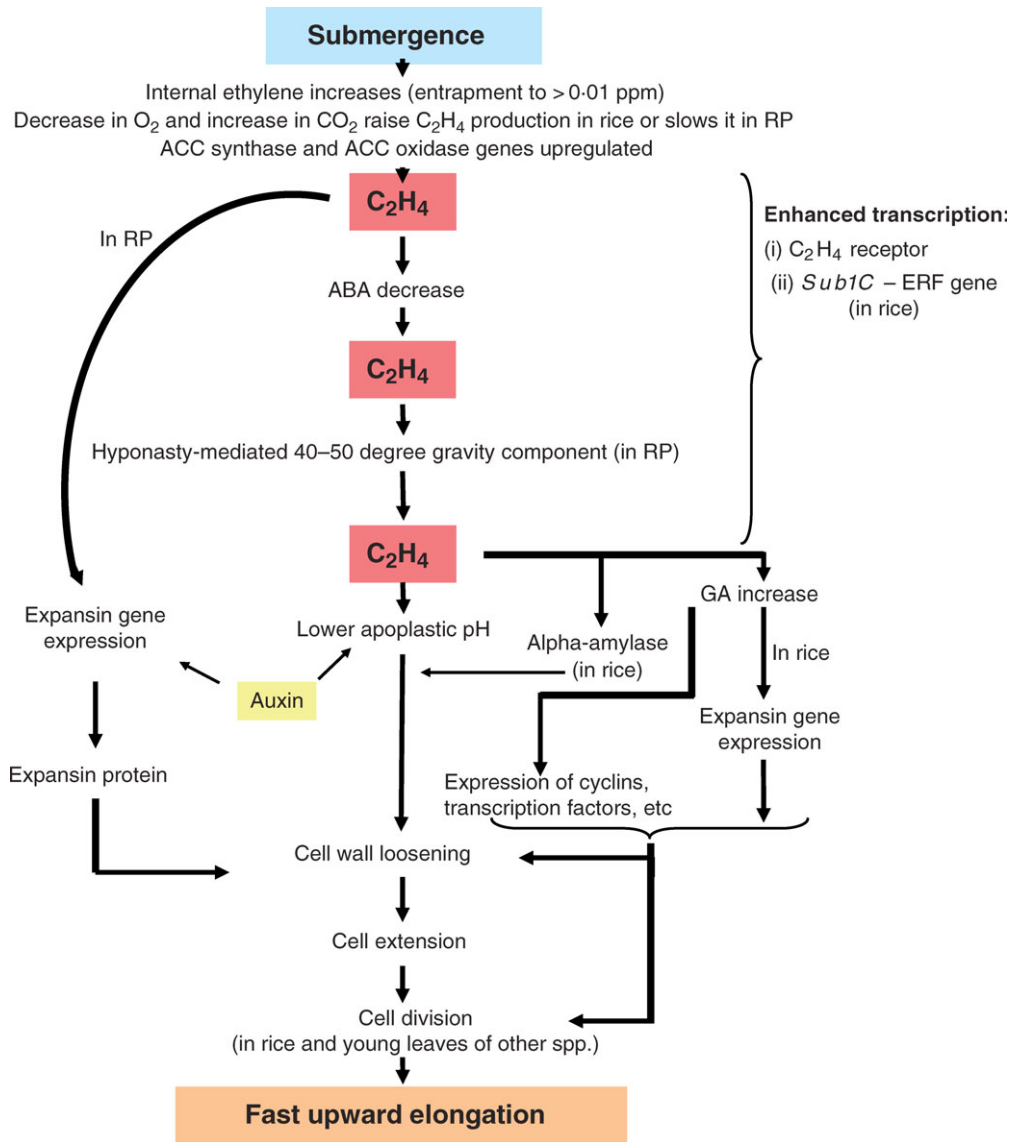 Submergence
Internal ethylene increases (entrapment to > 0·01 ppm)
Decrease in O₂ and increase in CO₂ raise C₂H₄ production in rice or slows it in RP
ACC synthase and ACC oxidase genes upregulated
C₂H₄
Enhanced transcription:
(i) C₂H₄ receptor
(ii) Sub1C – ERF gene
(in rice)
In RP
ABA decrease
C₂H₄
Hyponasty-mediated 40–50 degree gravity component (in RP)
C₂H₄
GA increase
Expansin gene
expression
Lower apoplastic pH
Alpha-amylase
(in rice)
In rice
Auxin
Expansin gene
expression
Expansin protein
Expression of cyclins,
transcription factors, etc
Cell wall loosening
Cell extension
Cell division
(in rice and young leaves of other spp.)
Fast upward elongation